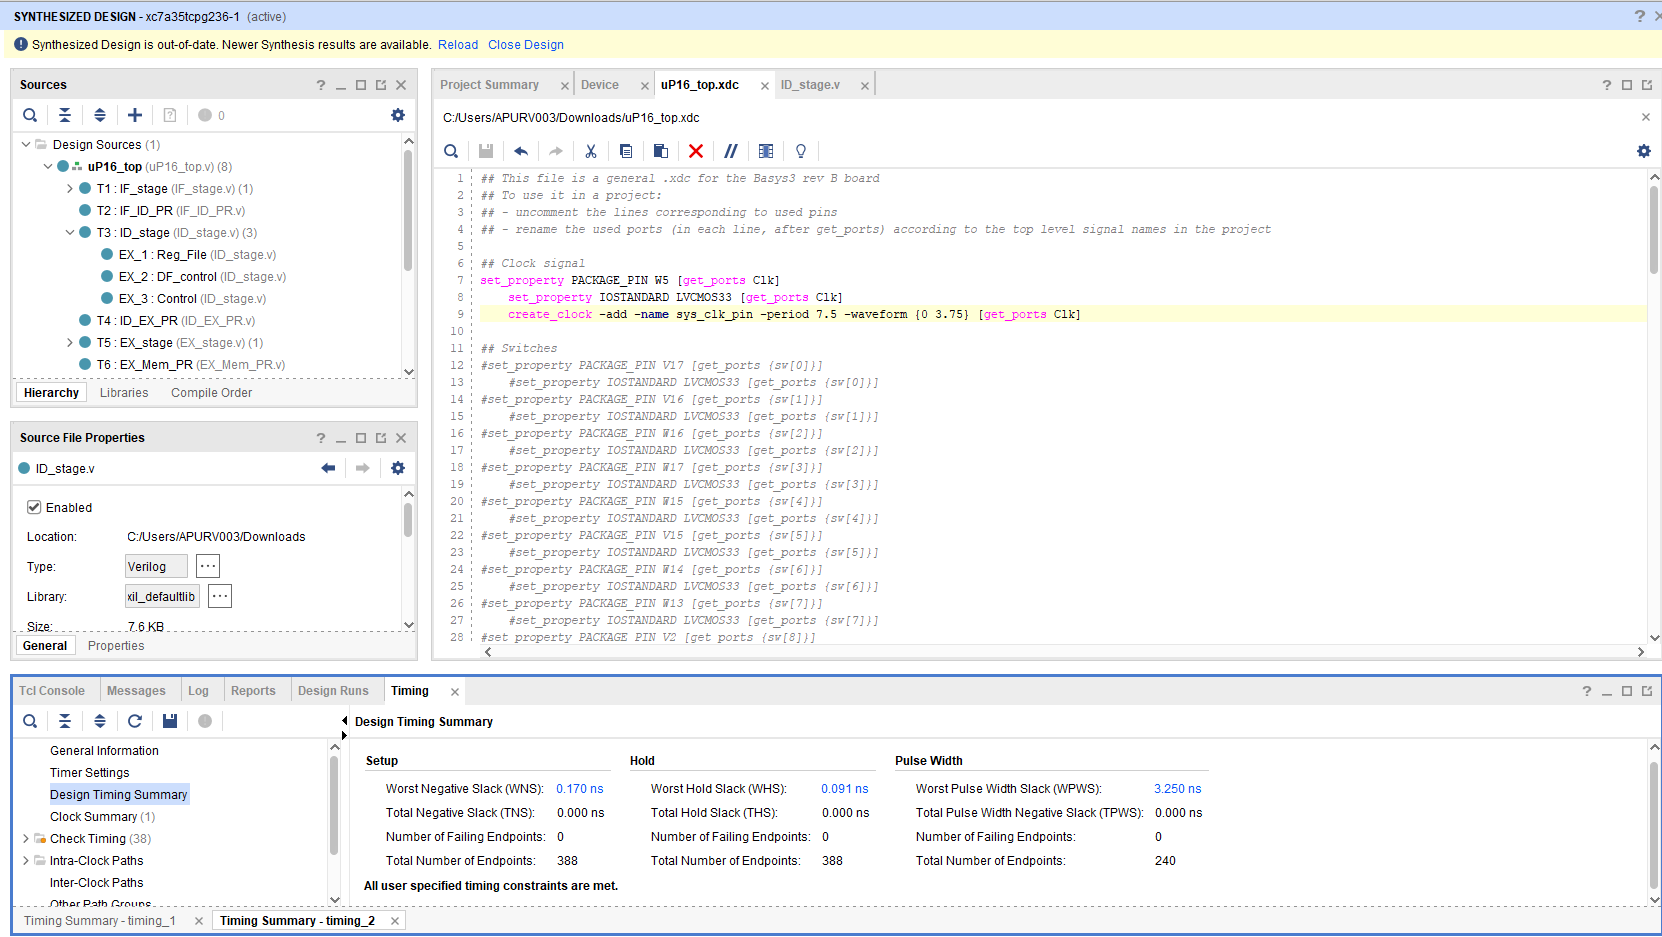 SYNTHESIZED DESIGN - xc7a35tcpg236-1 (active)
Synthesized Design is out-of-date. Newer Synthesis results are available. Reload Close Design
Sources
0
Design Sources (1)
uP16_top (uP16_top.v) (8)
T1 : IF_stage (IF_stage.v) (1)
T2 : IF_ID_PR (IF_ID_PR.v)
T3 : ID_stage (ID_stage.v) (3)
EX_1 : Reg_File (ID_stage.v)
EX_2 : DF_control (ID_stage.v)
EX_3 : Control (ID_stage.v)
T4 : ID_EX_PR (ID_EX_PR.v)
T5 : EX_stage (EX_stage.v) (1)
T6 : EX_Mem_PR (EX_Mem_PR.v)
Hierarchy Libraries Compile Order
Source File Properties
ID_stage.v
Enabled
Location: C:/Users/APURV003/Downloads
Type: Verilog ...
Library: xil_defaultlib ...
Size: 7.6 KB
General Properties
Project Summary Device uP16_top.xdc ID_stage.v
C:/Users/APURV003/Downloads/uP16_top.xdc
1 ## This file is a general .xdc for the Basys3 rev B board
2 ## To use it in a project:
3 ## - uncomment the lines corresponding to used pins
4 ## - rename the used ports (in each line, after get_ports) according to the top level signal names in the project
5
6 ## Clock signal
7 set_property PACKAGE_PIN W5 [get_ports Clk]
8 set_property IOSTANDARD LVCMOS33 [get_ports Clk]
9 create_clock -add -name sys_clk_pin -period 7.5 -waveform {0 3.75} [get_ports Clk]
10
11 ## Switches
12 #set_property PACKAGE_PIN V17 [get_ports {sw[0]}]
13 #set_property IOSTANDARD LVCMOS33 [get_ports {sw[0]}]
14 #set_property PACKAGE_PIN V16 [get_ports {sw[1]}]
15 #set_property IOSTANDARD LVCMOS33 [get_ports {sw[1]}]
16 #set_property PACKAGE_PIN W16 [get_ports {sw[2]}]
17 #set_property IOSTANDARD LVCMOS33 [get_ports {sw[2]}]
18 #set_property PACKAGE_PIN W17 [get_ports {sw[3]}]
19 #set_property IOSTANDARD LVCMOS33 [get_ports {sw[3]}]
20 #set_property PACKAGE_PIN W15 [get_ports {sw[4]}]
21 #set_property IOSTANDARD LVCMOS33 [get_ports {sw[4]}]
22 #set_property PACKAGE_PIN V15 [get_ports {sw[5]}]
23 #set_property IOSTANDARD LVCMOS33 [get_ports {sw[5]}]
24 #set_property PACKAGE_PIN W14 [get_ports {sw[6]}]
25 #set_property IOSTANDARD LVCMOS33 [get_ports {sw[6]}]
26 #set_property PACKAGE_PIN W13 [get_ports {sw[7]}]
27 #set_property IOSTANDARD LVCMOS33 [get_ports {sw[7]}]
28 #set_property PACKAGE_PIN V2 [get_ports {sw[8]}]
Tcl Console Messages Log Reports Design Runs Timing
General Information
Timer Settings
Design Timing Summary
Clock Summary (1)
Check Timing (38)
Intra-Clock Paths
Inter-Clock Paths
Other Path Groups
Design Timing Summary
Setup Hold Pulse Width
Worst Negative Slack (WNS): 0.170 ns Worst Hold Slack (WHS): 0.091 ns Worst Pulse Width Slack (WPWS): 3.250 ns
Total Negative Slack (TNS): 0.000 ns Total Hold Slack (THS): 0.000 ns Total Pulse Width Negative Slack (TPWS): 0.000 ns
Number of Failing Endpoints: 0 Number of Failing Endpoints: 0 Number of Failing Endpoints: 0
Total Number of Endpoints: 388 Total Number of Endpoints: 388 Total Number of Endpoints: 240
All user specified timing constraints are met.
Timing Summary - timing_1 Timing Summary - timing_2